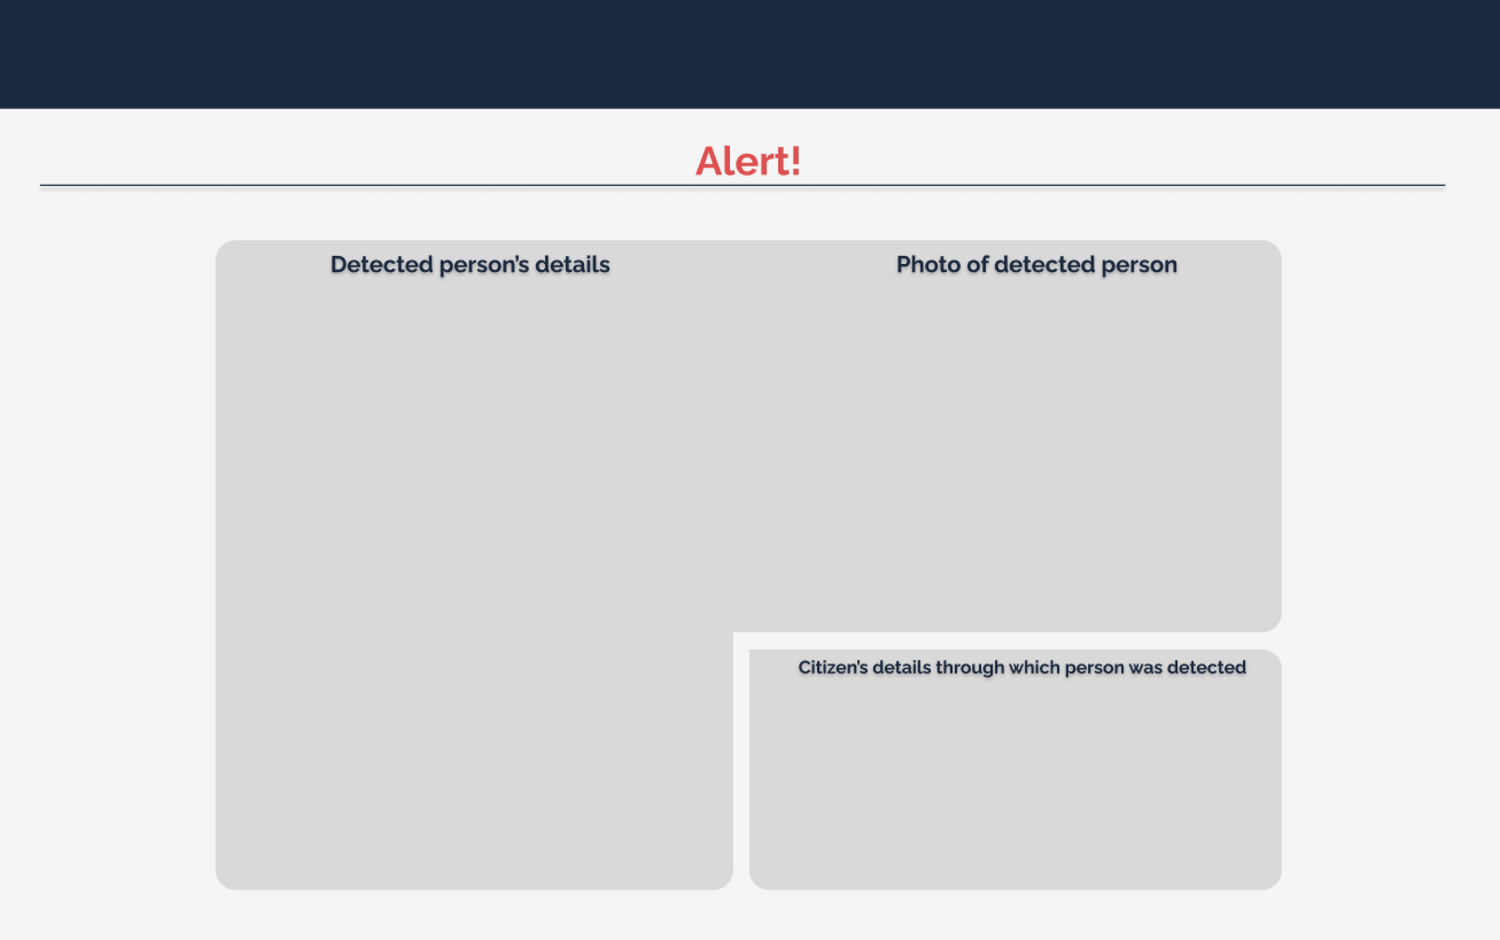 Alert!
Detected person's details
Photo of detected person
Citizen's details through which person was detected